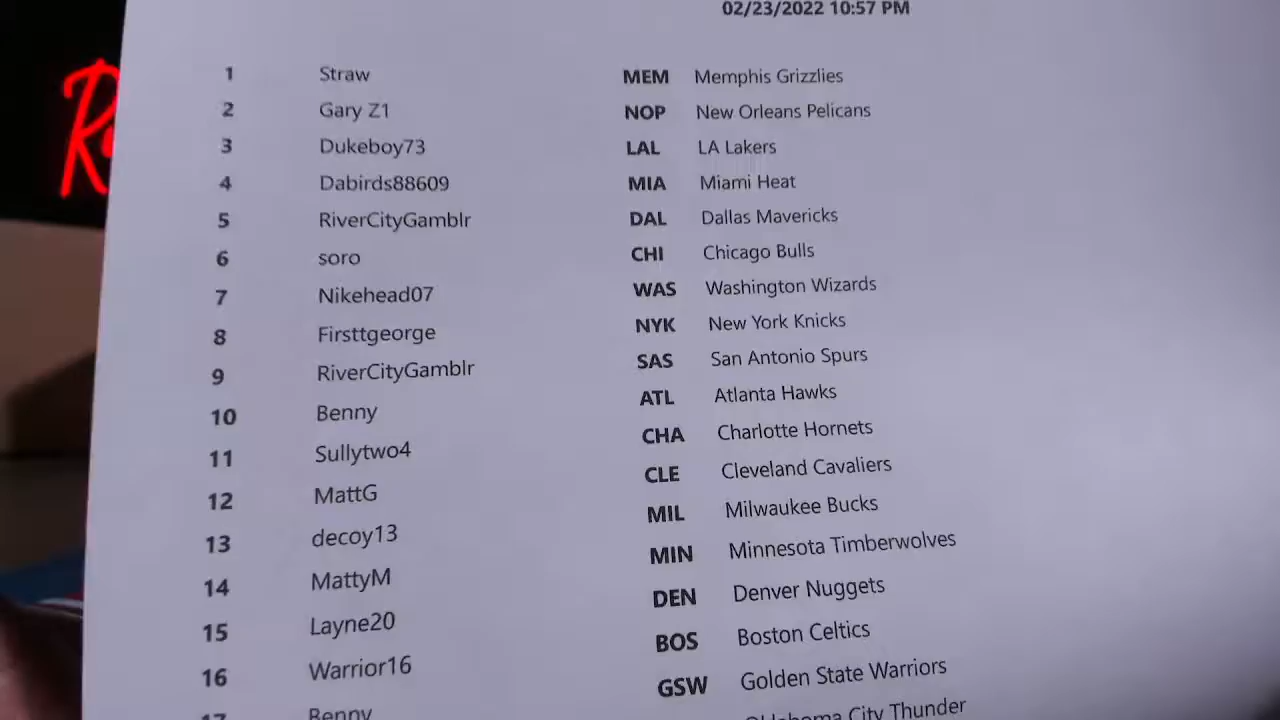 02/23/2022 10:57 PM
1 Straw MEM Memphis Grizzlies
2 Gary Z1 NOP New Orleans Pelicans
3 Dukeboy73 LAL LA Lakers
4 Dabirds88609 MIA Miami Heat
5 RiverCityGamblr DAL Dallas Mavericks
6 soro CHI Chicago Bulls
7 Nikehead07 WAS Washington Wizards
8 Firsttgeorge NYK New York Knicks
9 RiverCityGamblr SAS San Antonio Spurs
10 Benny ATL Atlanta Hawks
11 Sullytwo4 CHA Charlotte Hornets
12 MattG CLE Cleveland Cavaliers
13 decoy13 MIL Milwaukee Bucks
14 MattyM MIN Minnesota Timberwolves
15 Layne20 DEN Denver Nuggets
16 Warrior16 BOS Boston Celtics
17 Benny GSW Golden State Warriors
Oklahoma City Thunder